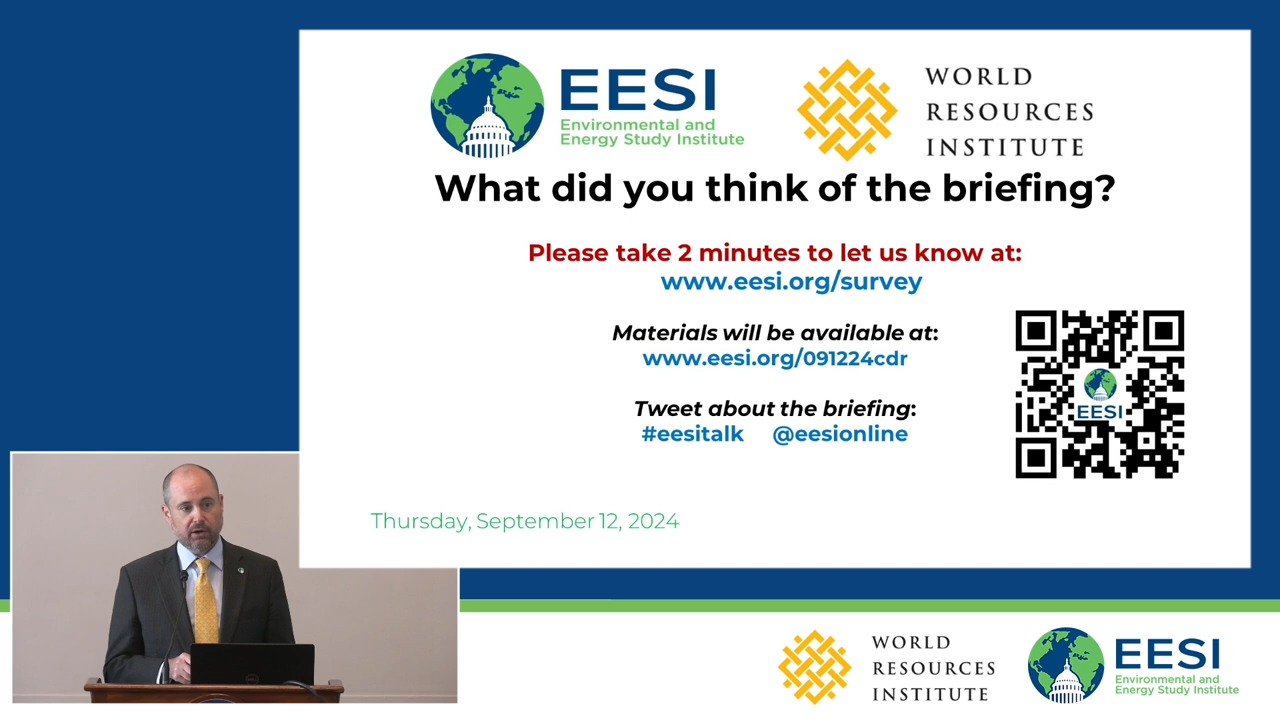 EESI
Environmental and
Energy Study Institute
WORLD
RESOURCES
INSTITUTE
What did you think of the briefing?
Please take 2 minutes to let us know at:
www.eesi.org/survey
Materials will be available at:
www.eesi.org/091224cdr
Tweet about the briefing:
#eesitalk @eesionline
EESI
Thursday, September 12, 2024
WORLD
RESOURCES
INSTITUTE
EESI
Environmental and
Energy Study Institute